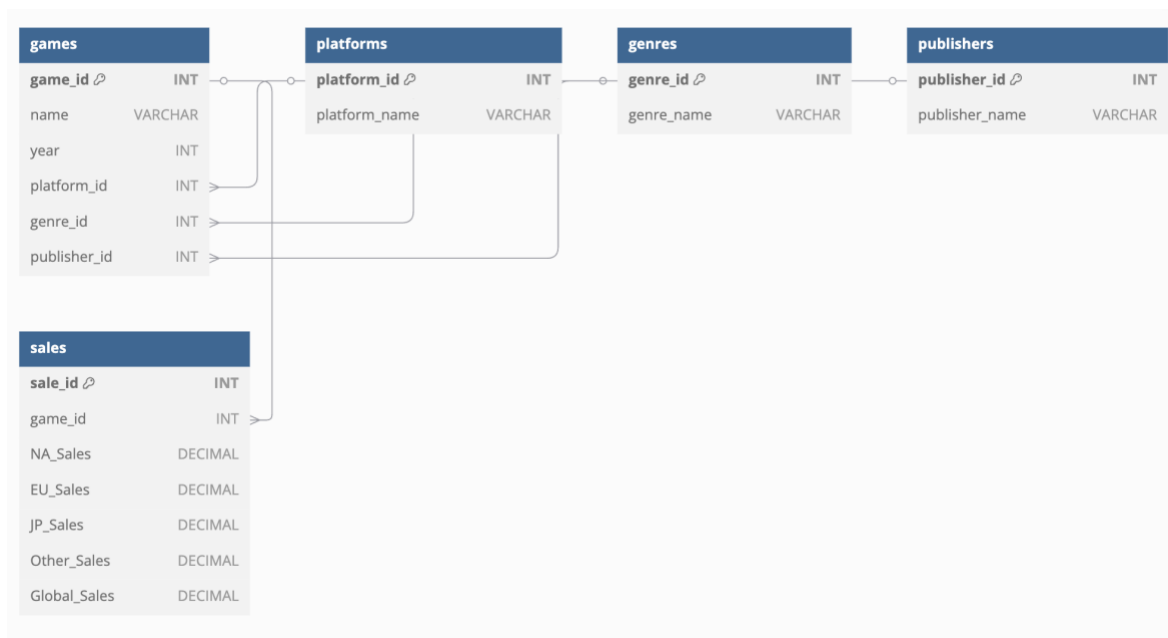 games
game_id INT
name VARCHAR
year INT
platform_id INT
genre_id INT
publisher_id INT
platforms
platform_id INT
platform_name VARCHAR
genres
genre_id INT
genre_name VARCHAR
publishers
publisher_id INT
publisher_name VARCHAR
sales
sale_id INT
game_id INT
NA_Sales DECIMAL
EU_Sales DECIMAL
JP_Sales DECIMAL
Other_Sales DECIMAL
Global_Sales DECIMAL